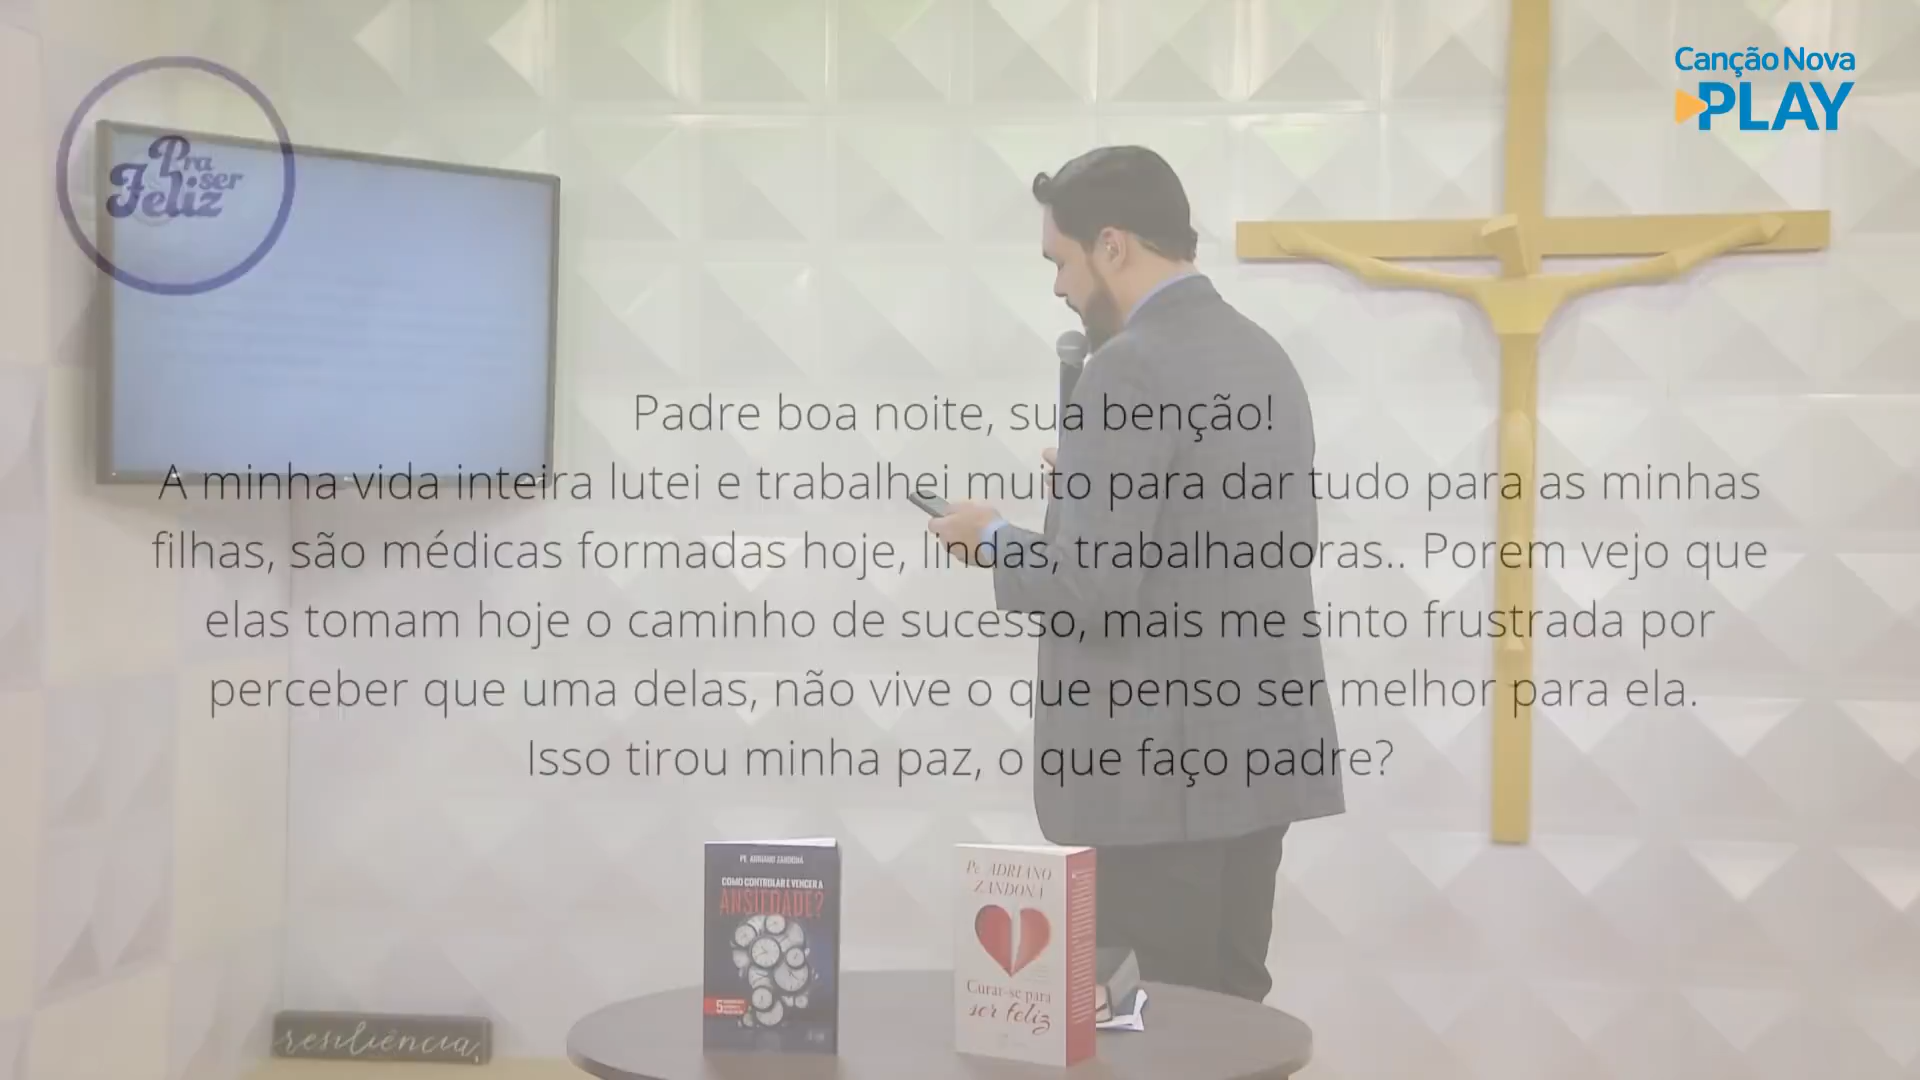 Canção Nova
PLAY
Pra
ser
Feliz
Padre boa noite, sua benção!
A minha vida inteira lutei e trabalhei muito para dar tudo para as minhas
filhas, são médicas formadas hoje, lindas, trabalhadoras.. Porem vejo que
elas tomam hoje o caminho de sucesso, mais me sinto frustrada por
perceber que uma delas, não vive o que penso ser melhor para ela.
Isso tirou minha paz, o que faço padre?
PE. ADRIANO ZANDONÁ
COMO CONTROLAR E VENCER A
ANSIEDADE?
5
Pe. ADRIANO
ZANDONÁ
Curar-se para
ser feliz
resiliência,